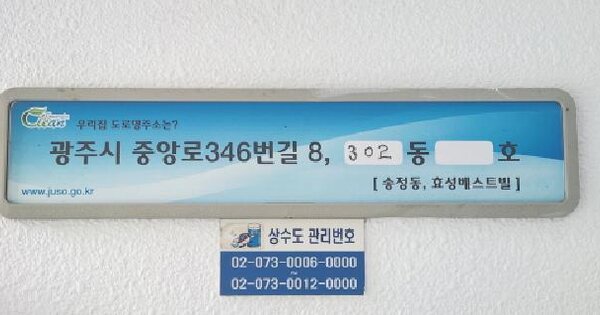 Clean
우리집 도로명주소는?
광주시 중앙로346번길 8, 302 동 호
www.juso.go.kr
[ 송정동, 효성베스트빌 ]
상수도 관리번호
02-073-0006-0000
~
02-073-0012-0000